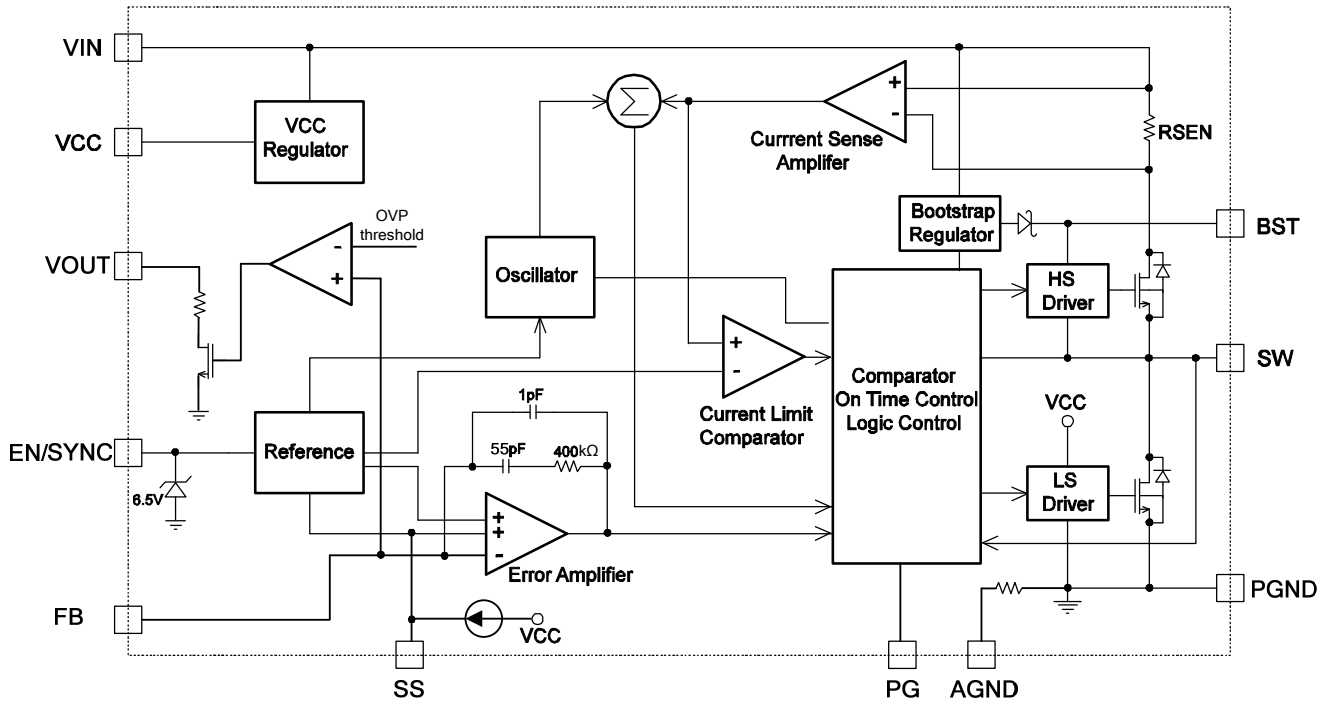 VIN
VCC
VCC
Regulator
Σ
+
-
Currrent Sense
Amplifer
RSEN
Bootstrap
Regulator
BST
VOUT
OVP
threshold
-
+
Oscillator
HS
Driver
SW
+
-
Current Limit
Comparator
Comparator
On Time Control
Logic Control
VCC
LS
Driver
EN/SYNC
6.5V
Reference
1pF
55pF
400kΩ
+
+
-
Error Amplifier
FB
VCC
PGND
SS
PG
AGND